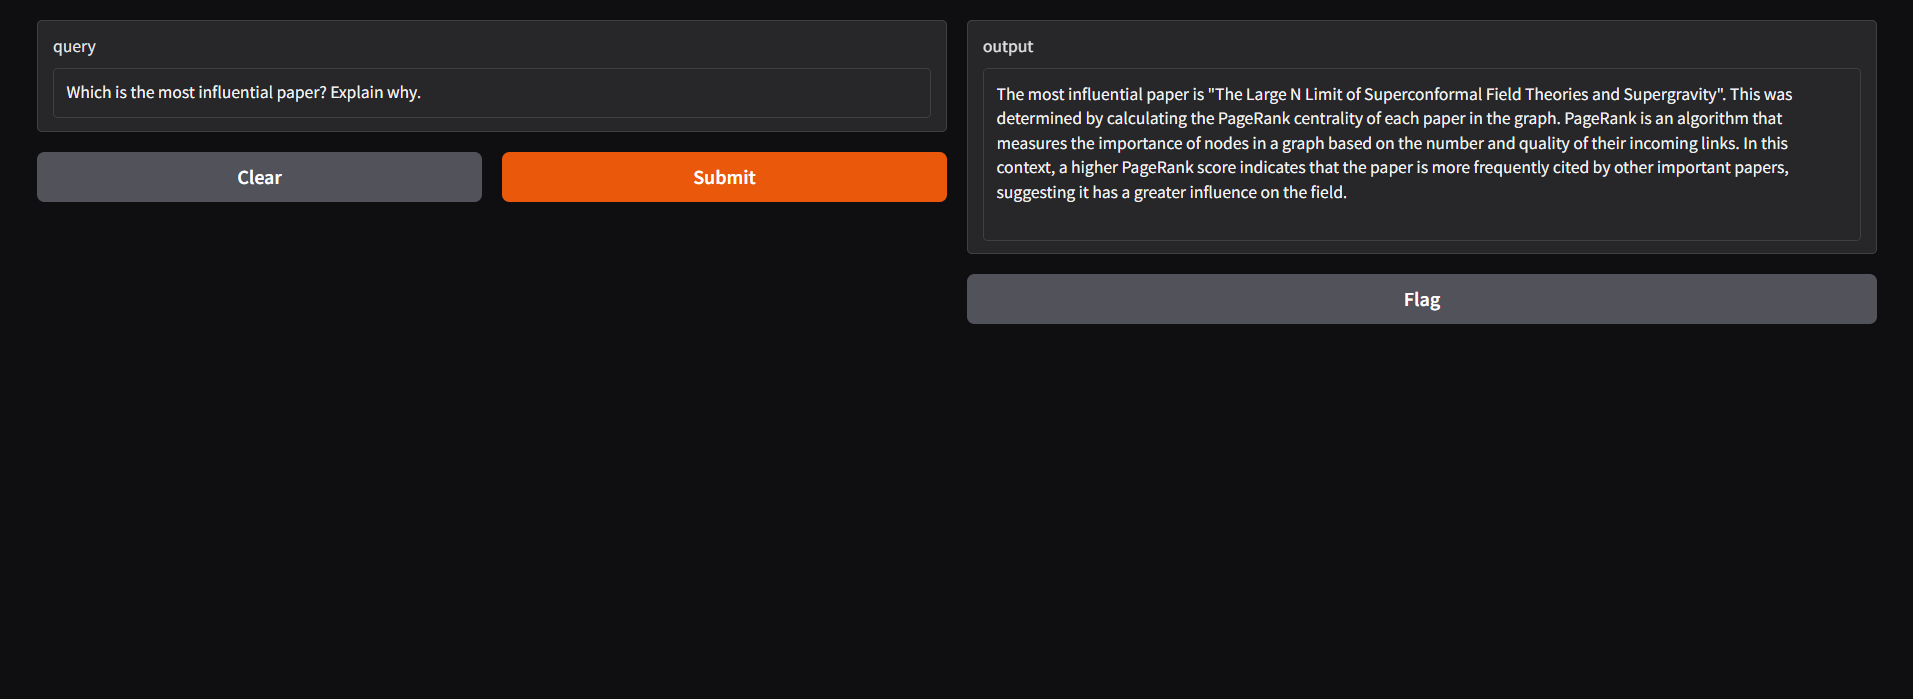 query
Which is the most influential paper? Explain why.
Clear
Submit
output
The most influential paper is "The Large N Limit of Superconformal Field Theories and Supergravity". This was
determined by calculating the PageRank centrality of each paper in the graph. PageRank is an algorithm that
measures the importance of nodes in a graph based on the number and quality of their incoming links. In this
context, a higher PageRank score indicates that the paper is more frequently cited by other important papers,
suggesting it has a greater influence on the field.
Flag